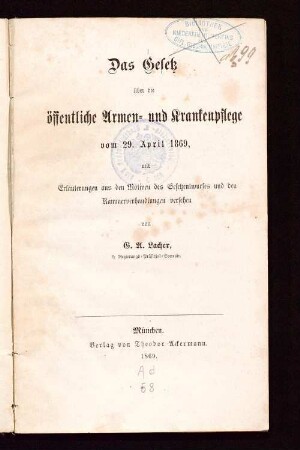 BIBLIOTHEK
Das Gesetz
über die
öffentliche Armen- und Krankenpflege
vom 29. April 1869,
mit
Erläuterungen aus den Motiven des Gesetzentwurfes und den
Kammerverhandlungen versehen
von
G. A. Lacher,
München.
Verlag von Theodor Ackermann.
1869.